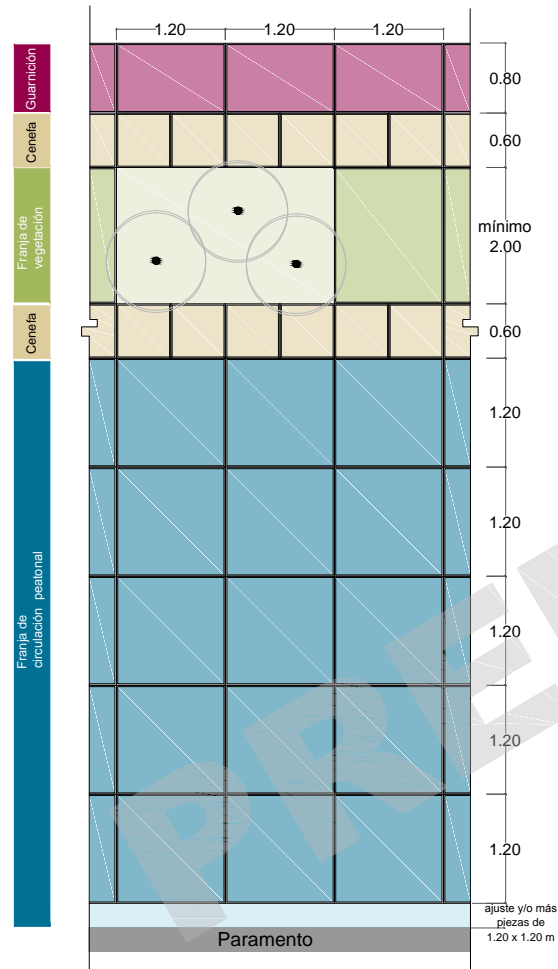 1.20 1.20 1.20
Guarnición
0.80
Cenefa
0.60
Franja de
vegetación
mínimo
2.00
Cenefa
0.60
Franja de
circulación peatonal
1.20
1.20
1.20
1.20
1.20
PRE
ajuste y/o más
piezas de
1.20 x 1.20 m
Paramento